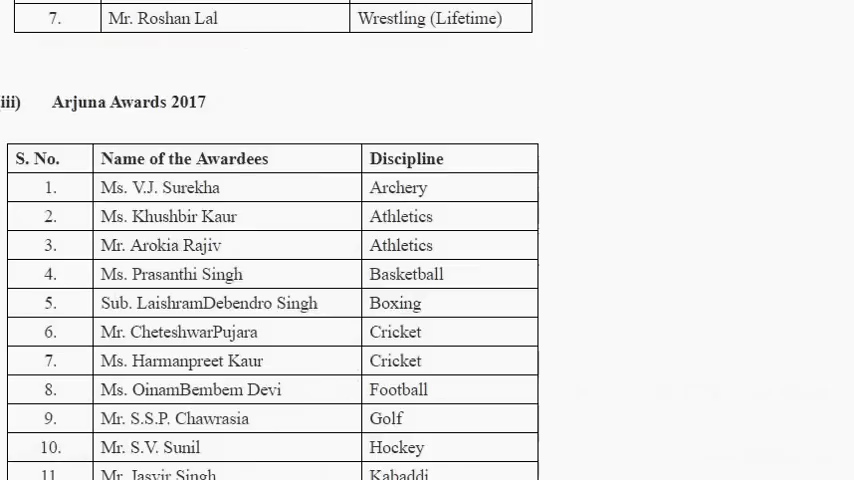 7. Mr. Roshan Lal Wrestling (Lifetime)
iii) Arjuna Awards 2017
S. No. Name of the Awardees Discipline
1. Ms. V.J. Surekha Archery
2. Ms. Khushbir Kaur Athletics
3. Mr. Arokia Rajiv Athletics
4. Ms. Prasanthi Singh Basketball
5. Sub. LaishramDebendro Singh Boxing
6. Mr. CheteshwarPujara Cricket
7. Ms. Harmanpreet Kaur Cricket
8. Ms. OinamBembem Devi Football
9. Mr. S.S.P. Chawrasia Golf
10. Mr. S.V. Sunil Hockey
11. Mr. Jasvir Singh Kabaddi